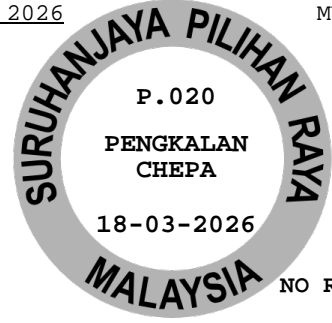 2026
M
SURUHANJAYA PILIHAN RAYA
P.020
PENGKALAN
CHEPA
18-03-2026
MALAYSIA
NO R